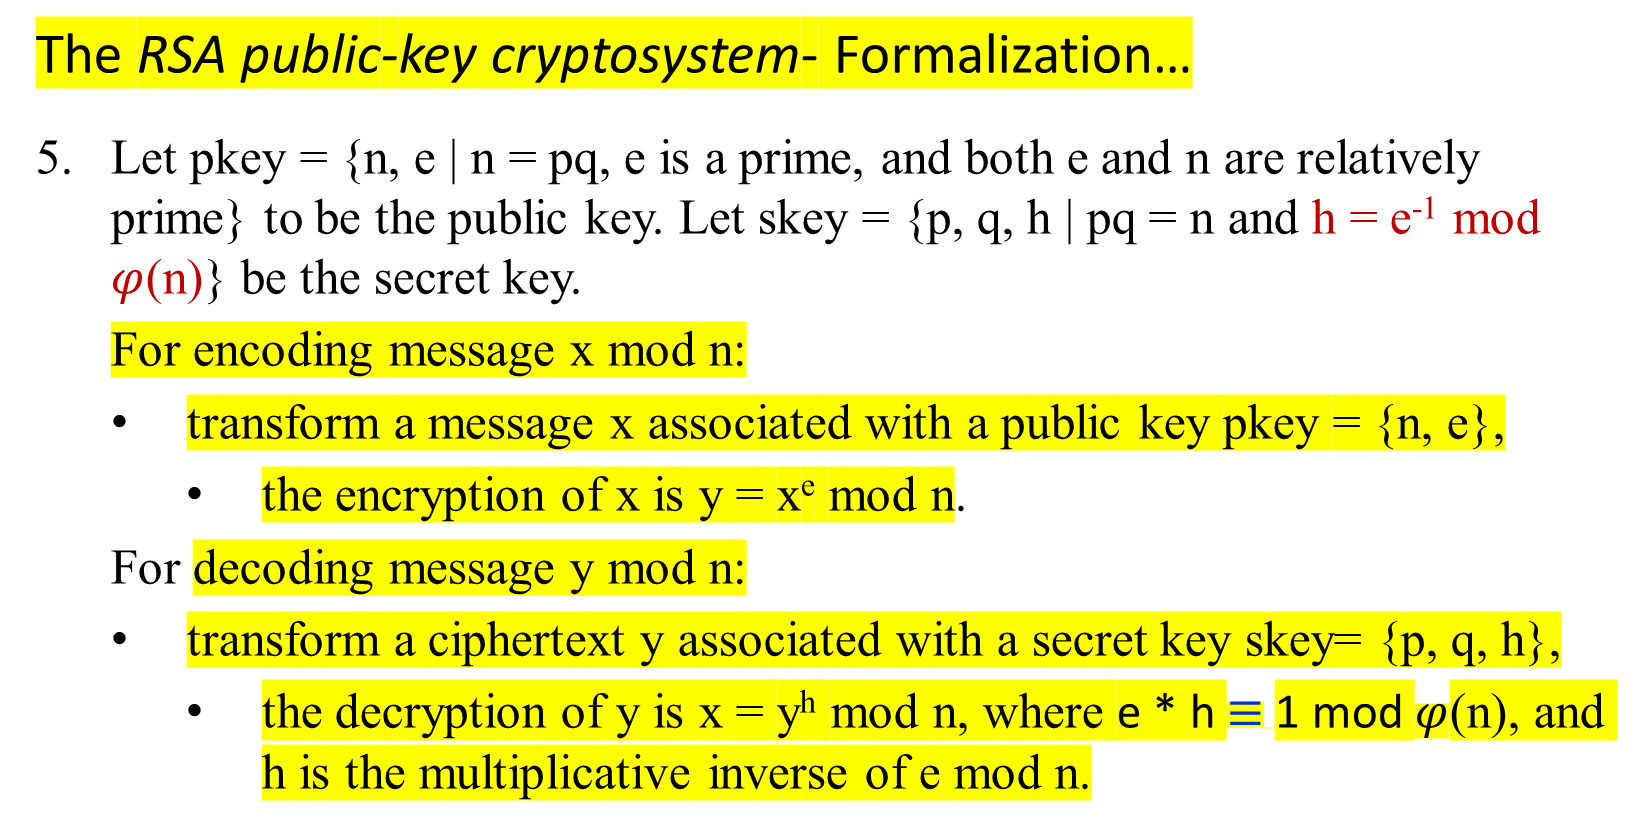 The RSA public-key cryptosystem- Formalization...
5. Let pkey = {n, e | n = pq, e is a prime, and both e and n are relatively
prime} to be the public key. Let skey = {p, q, h | pq = n and h = e⁻¹ mod
φ(n)} be the secret key.
For encoding message x mod n:
• transform a message x associated with a public key pkey = {n, e},
• the encryption of x is y = xᵉ mod n.
For decoding message y mod n:
• transform a ciphertext y associated with a secret key skey= {p, q, h},
• the decryption of y is x = yʰ mod n, where e * h ≡ 1 mod φ(n), and
h is the multiplicative inverse of e mod n.